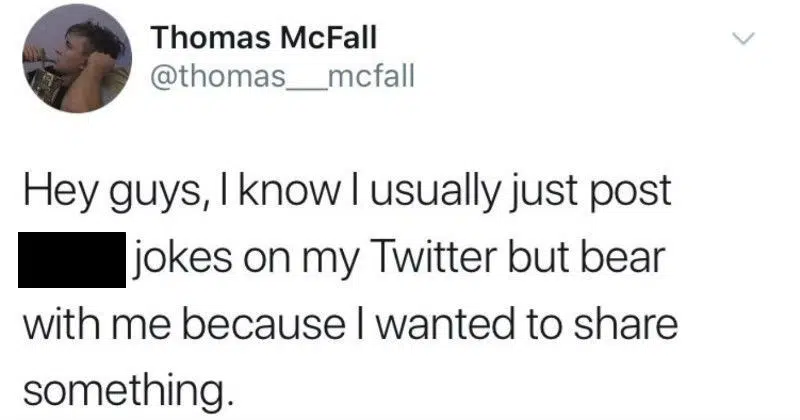 Thomas McFall
@thomas__mcfall
Hey guys, I know I usually just post
jokes on my Twitter but bear
with me because I wanted to share
something.